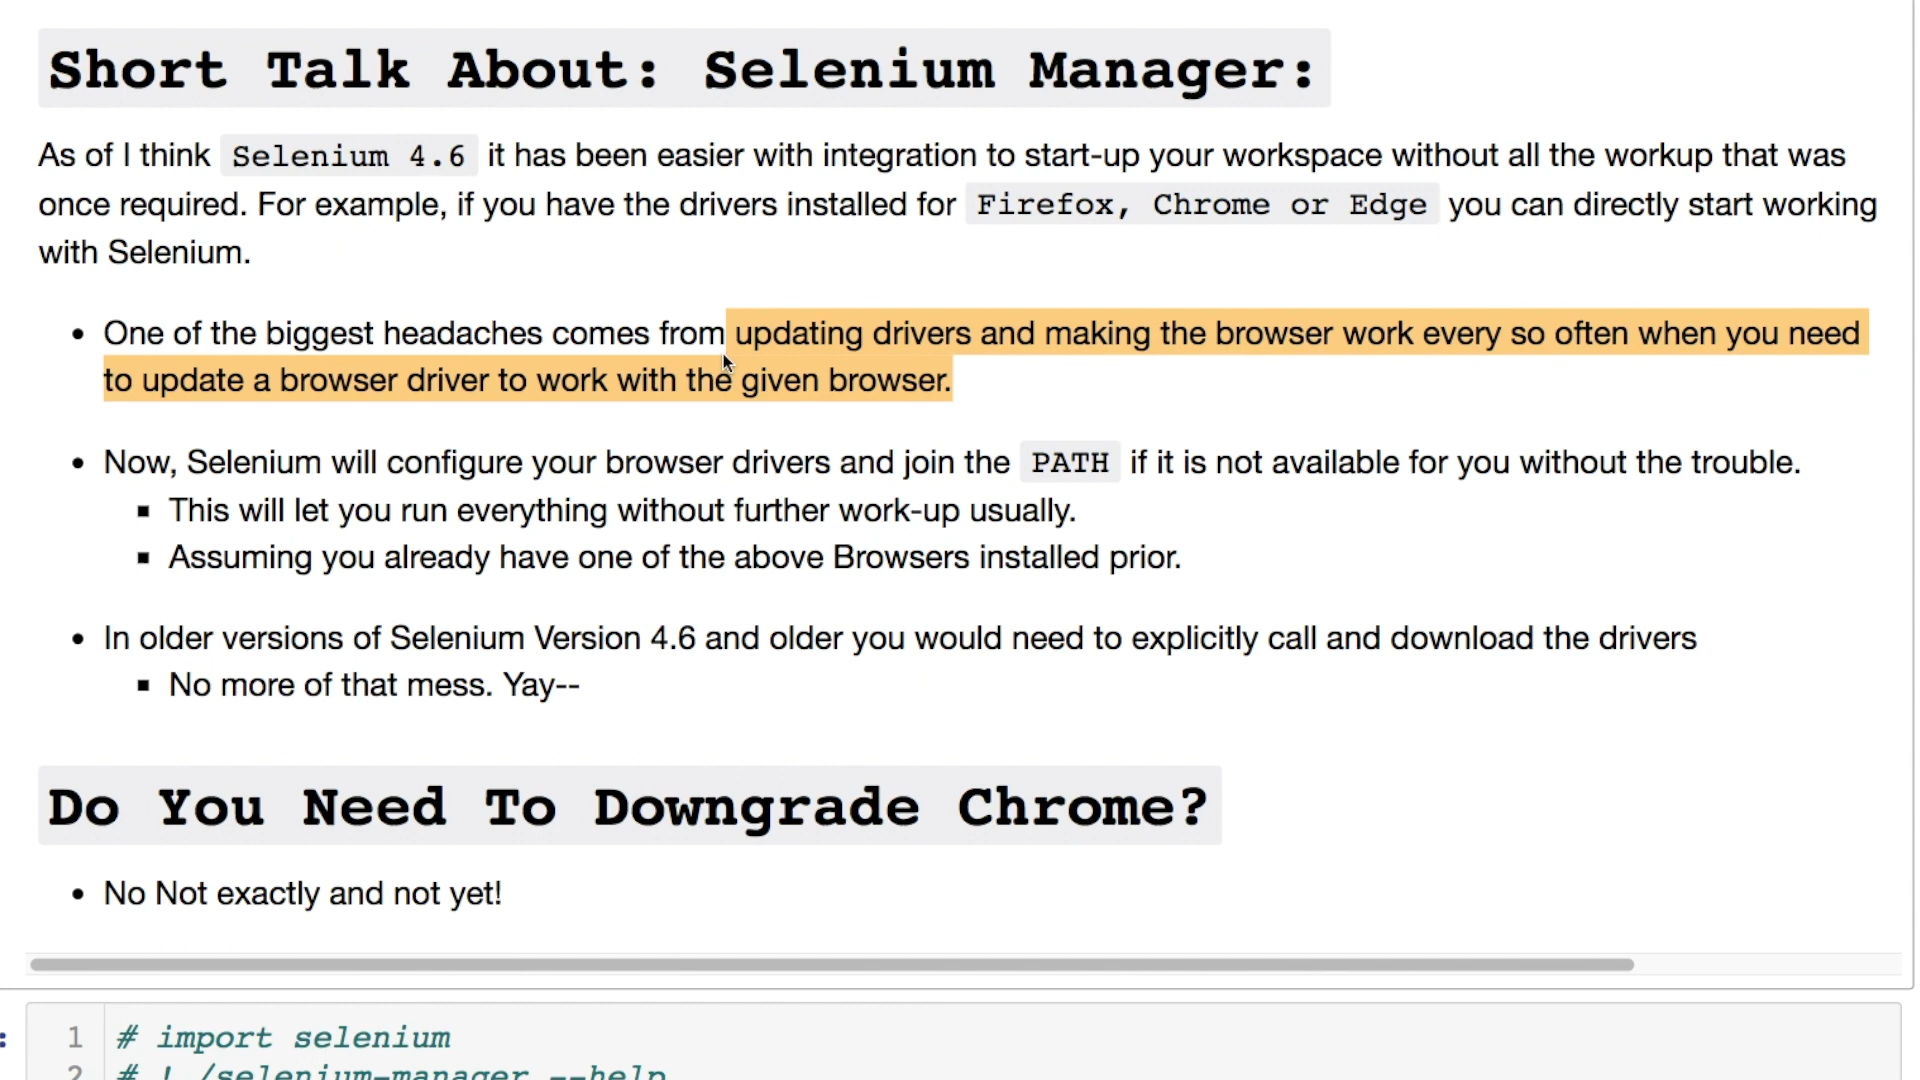 Short Talk About: Selenium Manager:
As of I think Selenium 4.6 it has been easier with integration to start-up your workspace without all the workup that was
once required. For example, if you have the drivers installed for Firefox, Chrome or Edge you can directly start working
with Selenium.
• One of the biggest headaches comes from updating drivers and making the browser work every so often when you need
to update a browser driver to work with the given browser.
• Now, Selenium will configure your browser drivers and join the PATH if it is not available for you without the trouble.
▪ This will let you run everything without further work-up usually.
▪ Assuming you already have one of the above Browsers installed prior.
• In older versions of Selenium Version 4.6 and older you would need to explicitly call and download the drivers
▪ No more of that mess. Yay--
Do You Need To Downgrade Chrome?
• No Not exactly and not yet!
: 1 # import selenium
2 # ! ./selenium-manager --help